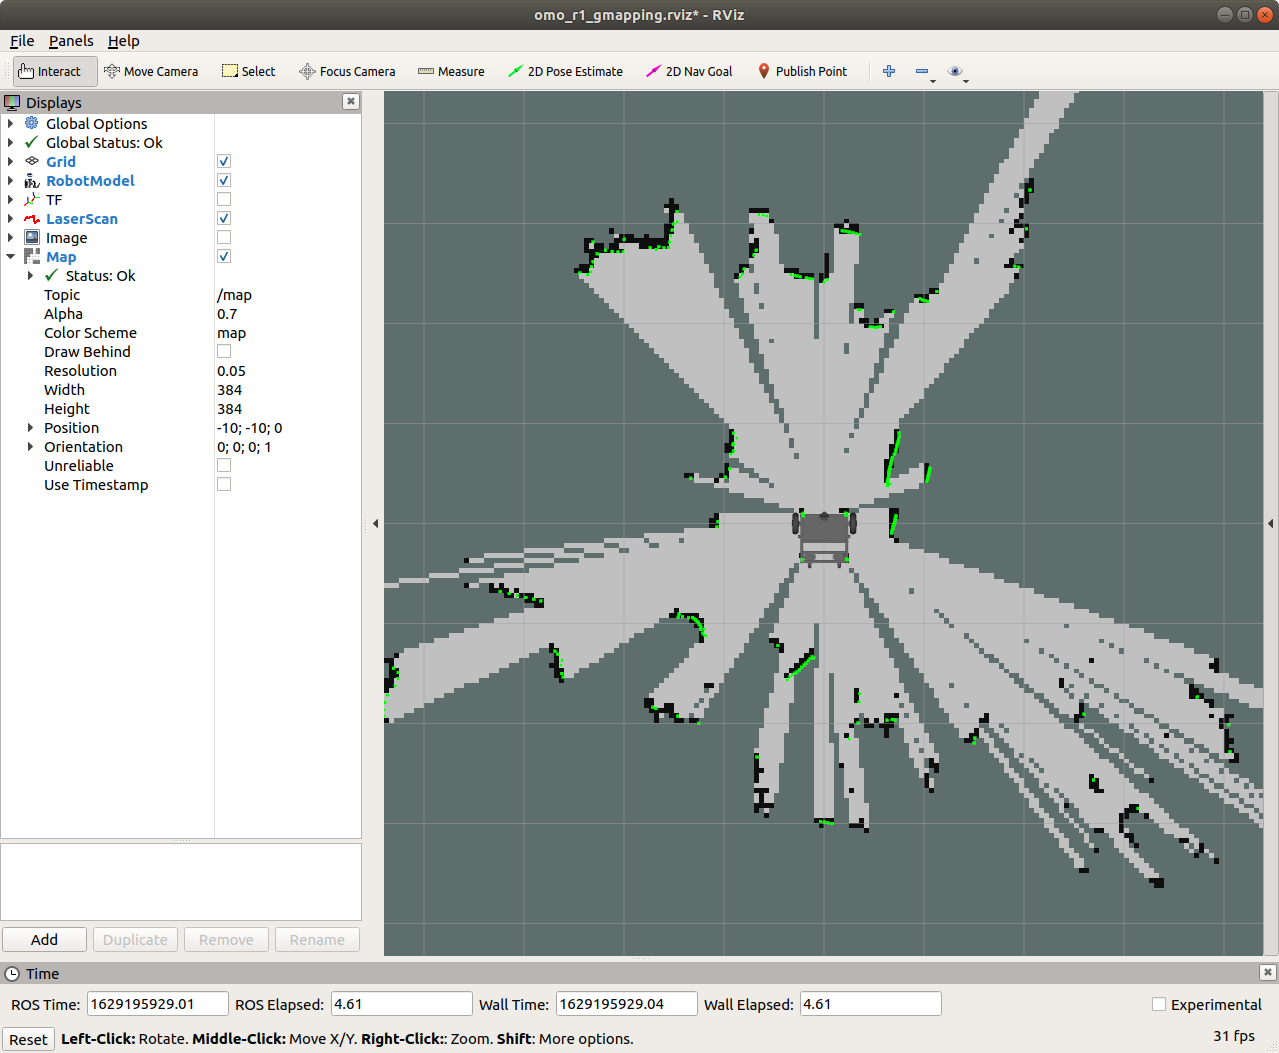 omo_r1_gmapping.rviz* - RViz
File Panels Help
Interact Move Camera Select Focus Camera Measure 2D Pose Estimate 2D Nav Goal Publish Point
Displays
Global Options
Global Status: Ok
Grid
RobotModel
TF
LaserScan
Image
Map
Status: Ok
Topic /map
Alpha 0.7
Color Scheme map
Draw Behind
Resolution 0.05
Width 384
Height 384
Position -10; -10; 0
Orientation 0; 0; 0; 1
Unreliable
Use Timestamp
Add Duplicate Remove Rename
Time
ROS Time: 1629195929.01 ROS Elapsed: 4.61 Wall Time: 1629195929.04 Wall Elapsed: 4.61 Experimental
Reset Left-Click: Rotate. Middle-Click: Move X/Y. Right-Click:: Zoom. Shift: More options. 31 fps